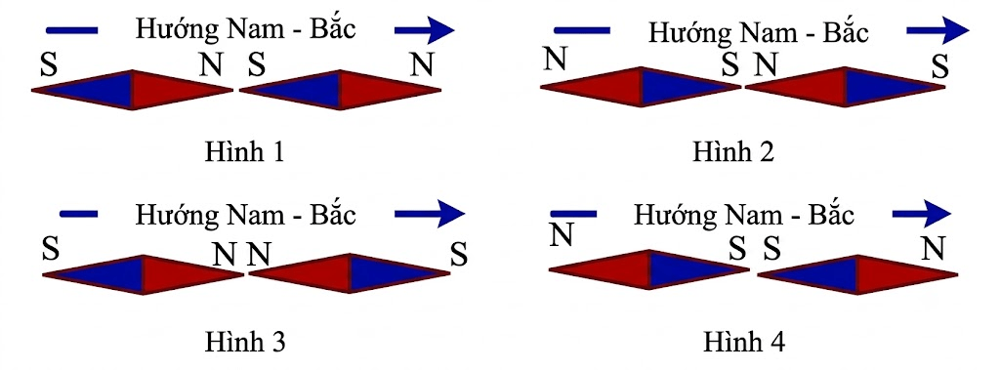 Hướng Nam - Bắc
S N S N
Hình 1
Hướng Nam - Bắc
N S N S
Hình 2
Hướng Nam - Bắc
S N N S
Hình 3
Hướng Nam - Bắc
N S S N
Hình 4